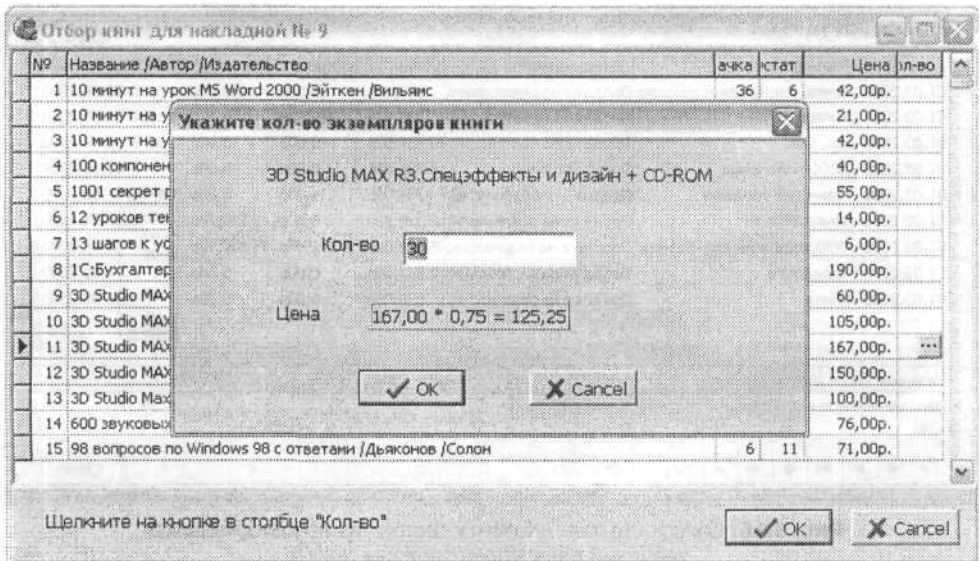 Отбор книг для накладной № 9
№ Название /Автор /Издательство ачка стат Цена ол-во
1 10 минут на урок MS Word 2000 /Эйткен /Вильямс 36 6 42,00р.
2 10 минут на у 21,00р.
3 10 минут на у 42,00р.
4 100 компонен 40,00р.
5 1001 секрет р 55,00р.
6 12 уроков те 14,00р.
7 13 шагов к ус 6,00р.
8 1С:Бухгалтер 190,00р.
9 3D Studio MAX 60,00р.
10 3D Studio MAX 105,00р.
11 3D Studio MAX 167,00р. ...
12 3D Studio MAX 150,00р.
13 3D Studio Max 100,00р.
14 600 звуковых 76,00р.
15 98 вопросов по Windows 98 с ответами /Дьяконов /Солон 6 11 71,00р.
Укажите кол-во экземпляров книги
3D Studio MAX R3.Спецэффекты и дизайн + CD-ROM
Кол-во 30
Цена 167,00 * 0,75 = 125,25
OK Cancel
Щелкните на кнопке в столбце "Кол-во"
OK Cancel